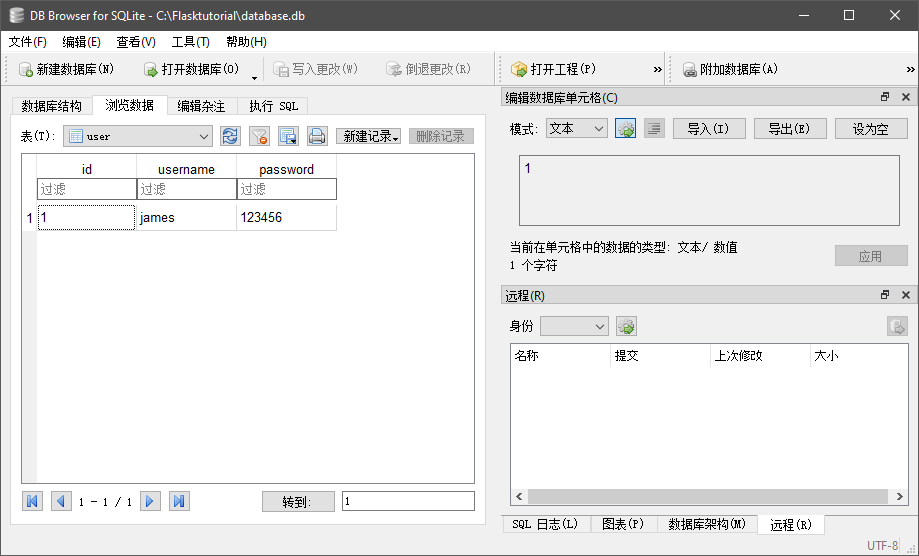 DB Browser for SQLite - C:\Flasktutorial\database.db
文件(F) 编辑(E) 查看(V) 工具(T) 帮助(H)
新建数据库(N) 打开数据库(O) 写入更改(W) 倒退更改(R) 打开工程(P) » 附加数据库(A) »
数据库结构 浏览数据 编辑杂注 执行 SQL
表(T): user 新建记录 删除记录
id username password
过滤 过滤 过滤
1 1 james 123456
1 - 1 / 1 转到: 1
编辑数据库单元格(C)
模式: 文本 导入(I) 导出(E) 设为空
1
当前在单元格中的数据的类型: 文本/ 数值
1 个字符
应用
远程(R)
身份
名称 提交 上次修改 大小
SQL 日志(L) 图表(P) 数据库架构(M) 远程(R)
UTF-8